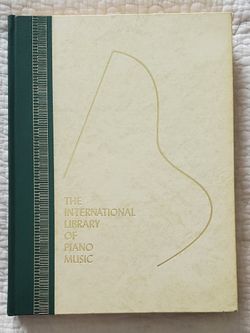 THE
INTERNATIONAL
LIBRARY
OF
PIANO
MUSIC